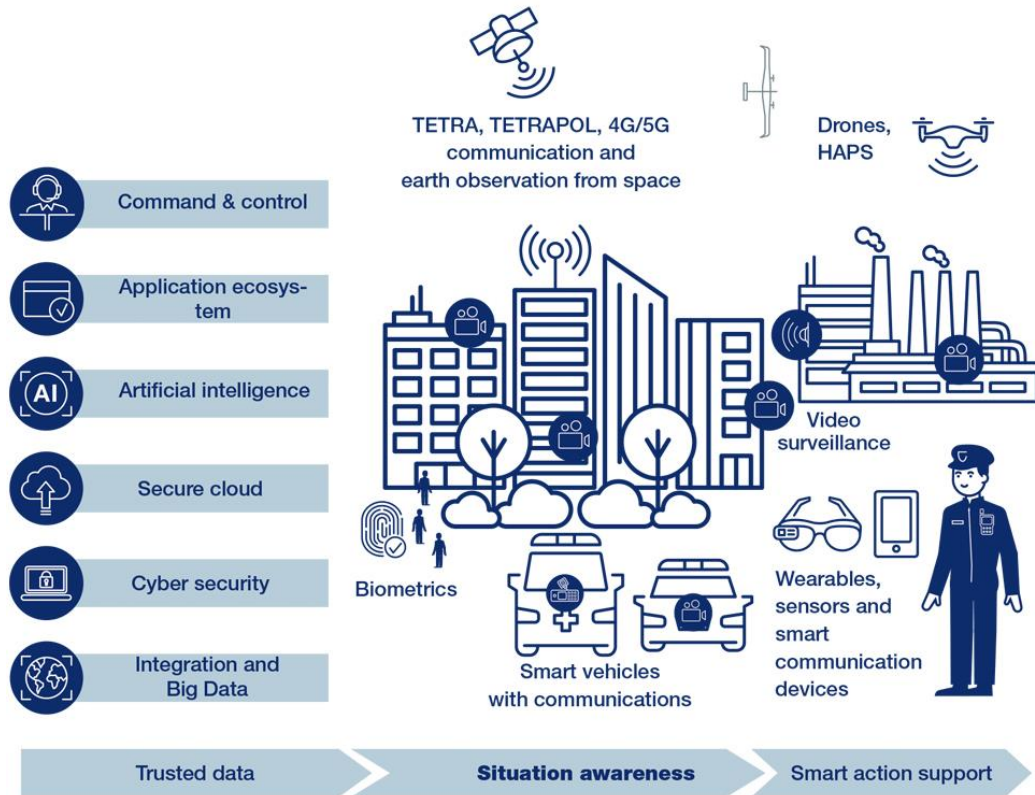 TETRA, TETRAPOL, 4G/5G
communication and
earth observation from space
Drones,
HAPS
Command & control
Application ecosys-
tem
AI
Artificial intelligence
Secure cloud
Cyber security
Integration and
Big Data
Video
surveillance
Biometrics
Smart vehicles
with communications
Wearables,
sensors and
smart
communication
devices
Trusted data
Situation awareness
Smart action support